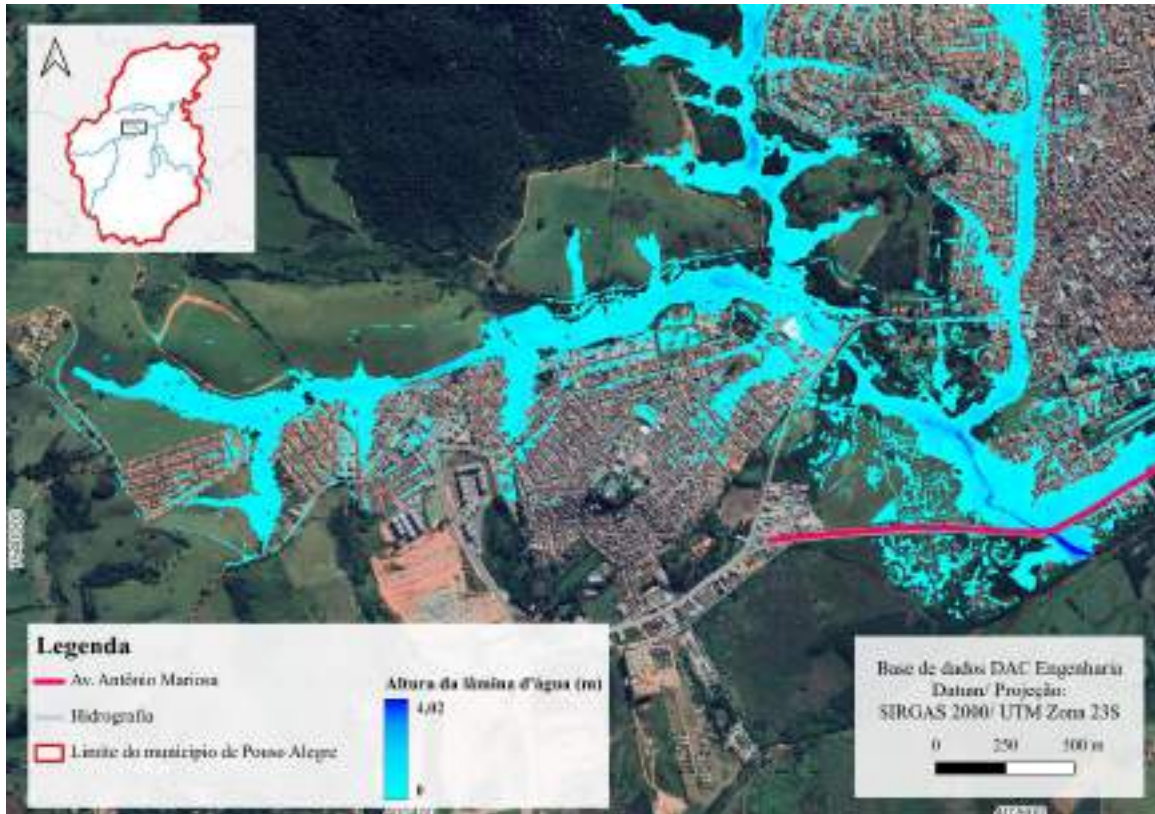 Legenda
Av. Antônio Mariosa
Hidrografia
Limite do município de Pouso Alegre
Altura da lâmina d'água (m)
4,02
0
Base de dados DAC Engenharia
Datum/ Projeção:
SIRGAS 2000/ UTM Zona 23S
0 250 500 m